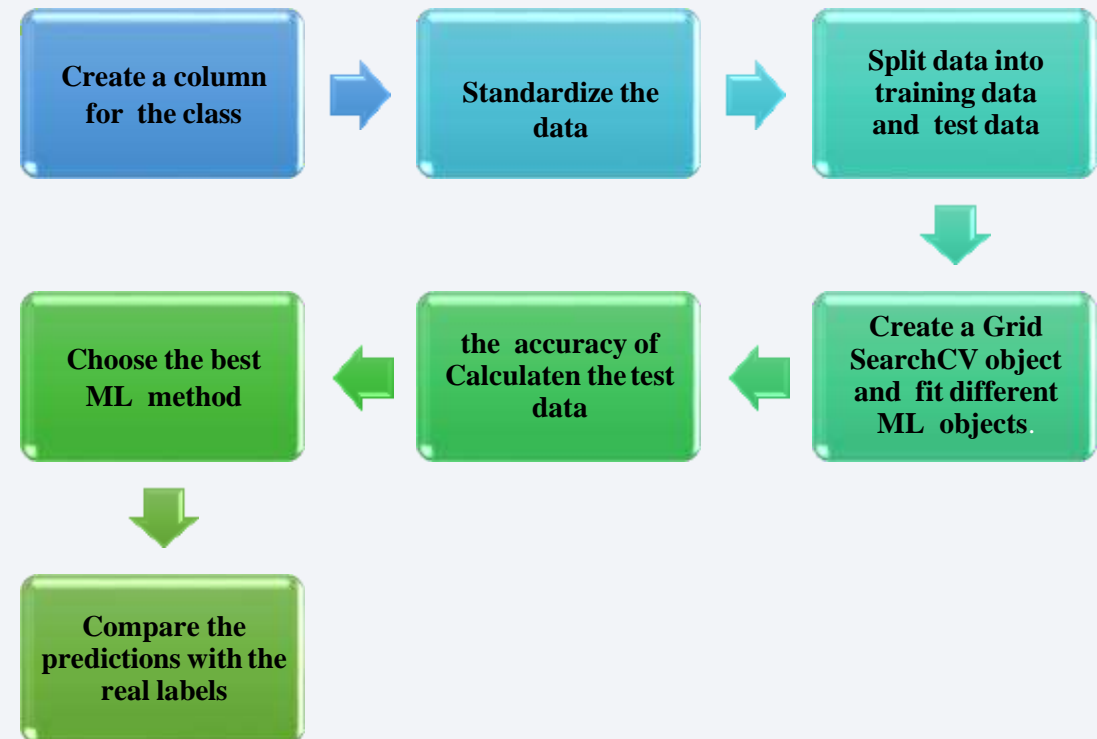 Create a column
for the class
Standardize the
data
Split data into
training data
and test data
Create a Grid
SearchCV object
and fit different
ML objects.
the accuracy of
Calculaten the test
data
Choose the best
ML method
Compare the
predictions with the
real labels